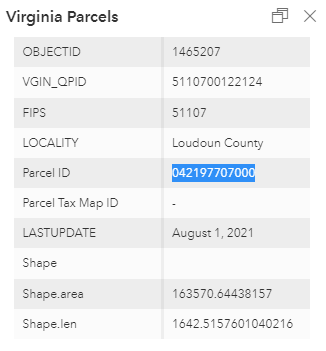 Virginia Parcels
OBJECTID 1465207
VGIN_QPID 5110700122124
FIPS 51107
LOCALITY Loudoun County
Parcel ID 042197707000
Parcel Tax Map ID -
LASTUPDATE August 1, 2021
Shape
Shape.area 163570.64438157
Shape.len 1642.5157601040216